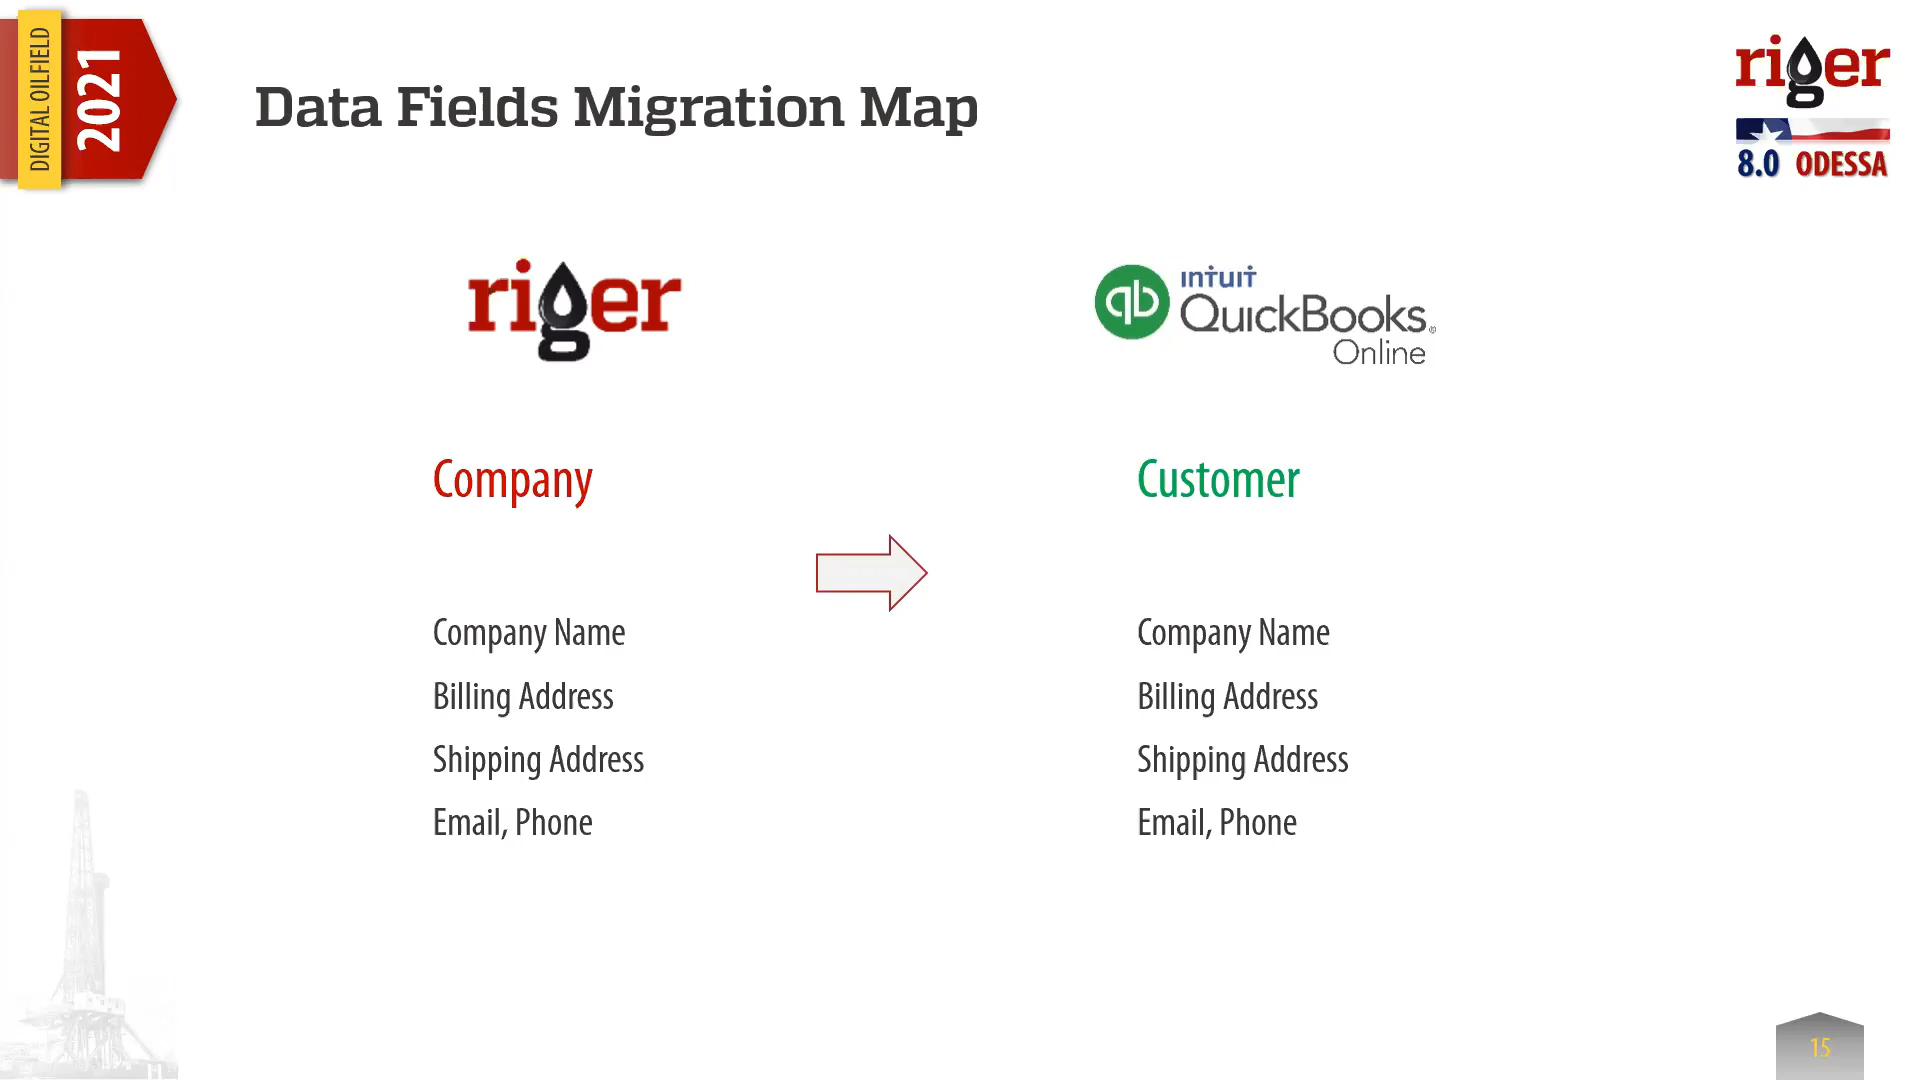 DIGITAL OILFIELD
2021
Data Fields Migration Map
riger
8.0 ODESSA
riger
qb
intuit
QuickBooks®
Online
Company
Customer
Company Name
Company Name
Billing Address
Billing Address
Shipping Address
Shipping Address
Email, Phone
Email, Phone
15